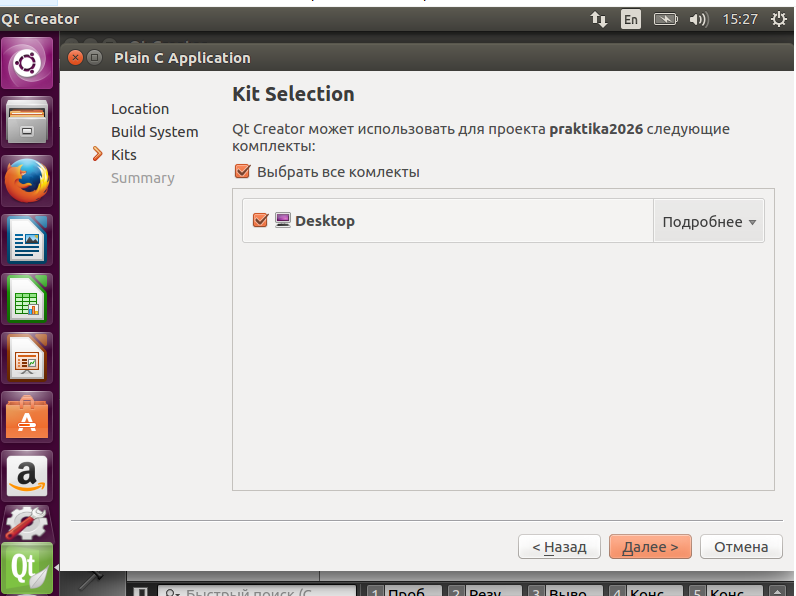 Qt Creator
En
15:27
Plain C Application
Location
Build System
Kits
Summary
Kit Selection
Qt Creator может использовать для проекта praktika2026 следующие
комплекты:
Выбрать все комлекты
Desktop
Подробнее
< Назад
Далее >
Отмена
Быстрый поиск (C
1 Проб
2 Резу
3 Выво
4 Конс
5 Конс